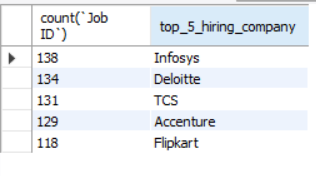 count(`Job
ID`)
top_5_hiring_company
138 Infosys
134 Deloitte
131 TCS
129 Accenture
118 Flipkart